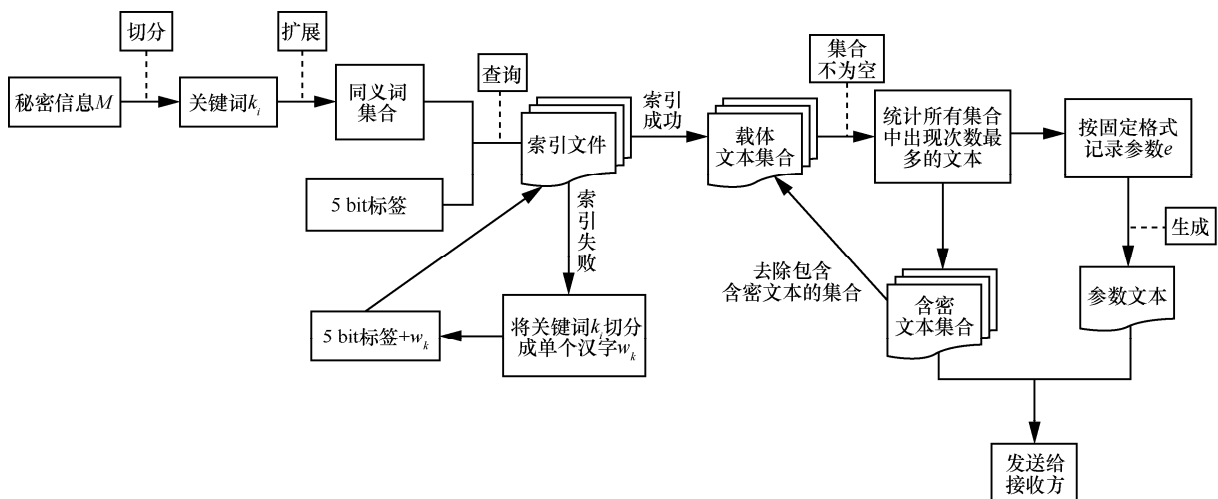 切分
扩展
查询
集合
不为空
秘密信息M
关键词k_i
同义词
集合
索引文件
索引
成功
载体
文本集合
统计所有集合
中出现次数最
多的文本
按固定格式
记录参数e
5 bit标签
索
引
失
败
生成
去除包含
含密文本的集合
含密
文本集合
参数文本
5 bit标签+w_k
将关键词k_i切分
成单个汉字w_k
发送给
接收方